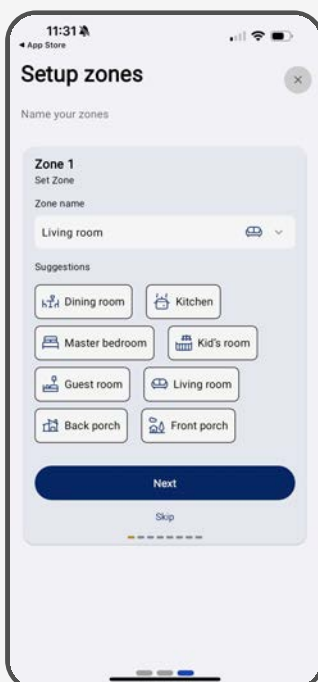 11:31
App Store
Setup zones
Name your zones
Zone 1
Set Zone
Zone name
Living room
Suggestions
Dining room
Kitchen
Master bedroom
Kid's room
Guest room
Living room
Back porch
Front porch
Next
Skip